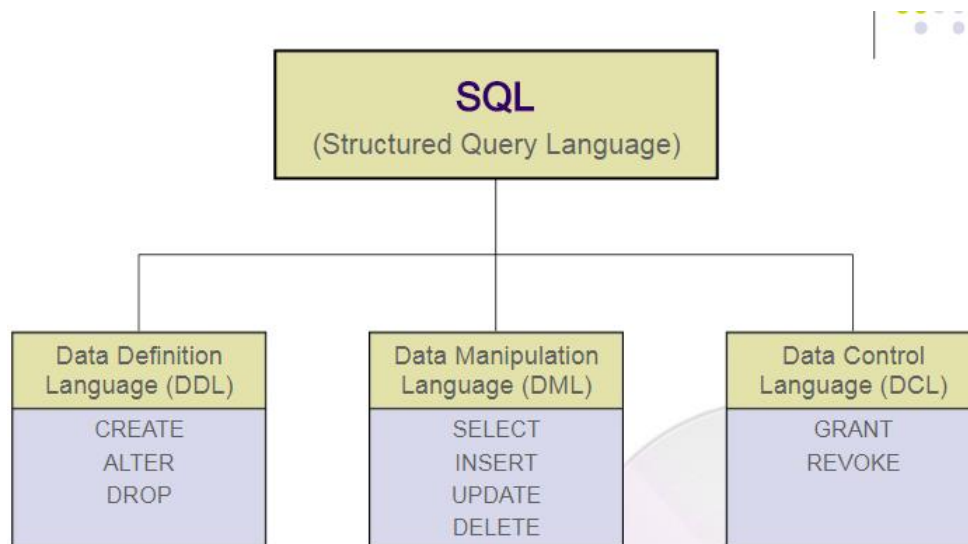 SQL
(Structured Query Language)
Data Definition
Language (DDL)
CREATE
ALTER
DROP
Data Manipulation
Language (DML)
SELECT
INSERT
UPDATE
DELETE
Data Control
Language (DCL)
GRANT
REVOKE